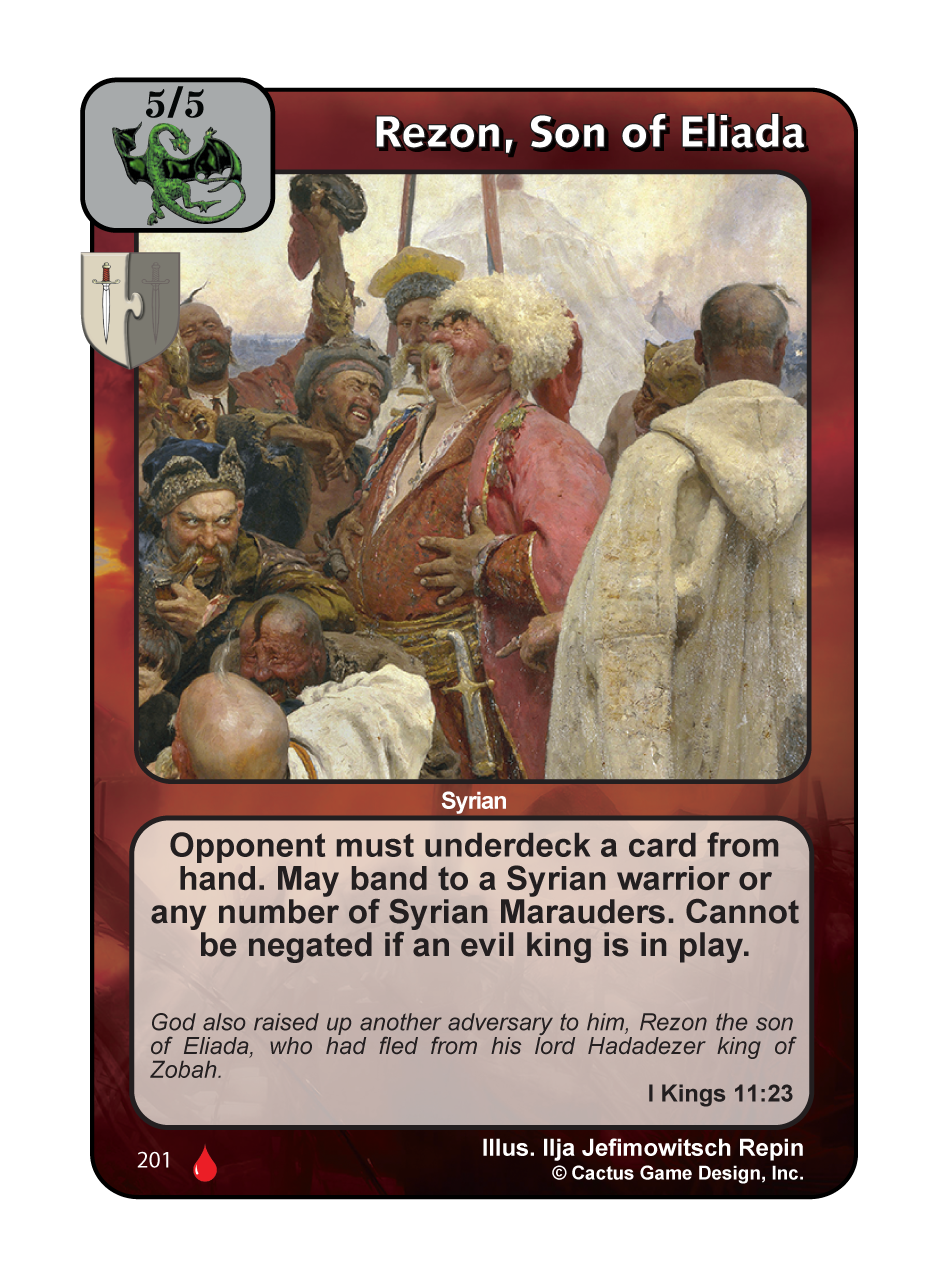 5/5
Rezon, Son of Eliada
Syrian
Opponent must underdeck a card from
hand. May band to a Syrian warrior or
any number of Syrian Marauders. Cannot
be negated if an evil king is in play.
God also raised up another adversary to him, Rezon the son
of Eliada, who had fled from his lord Hadadezer king of
Zobah.
I Kings 11:23
201
Illus. Ilja Jefimowitsch Repin
© Cactus Game Design, Inc.